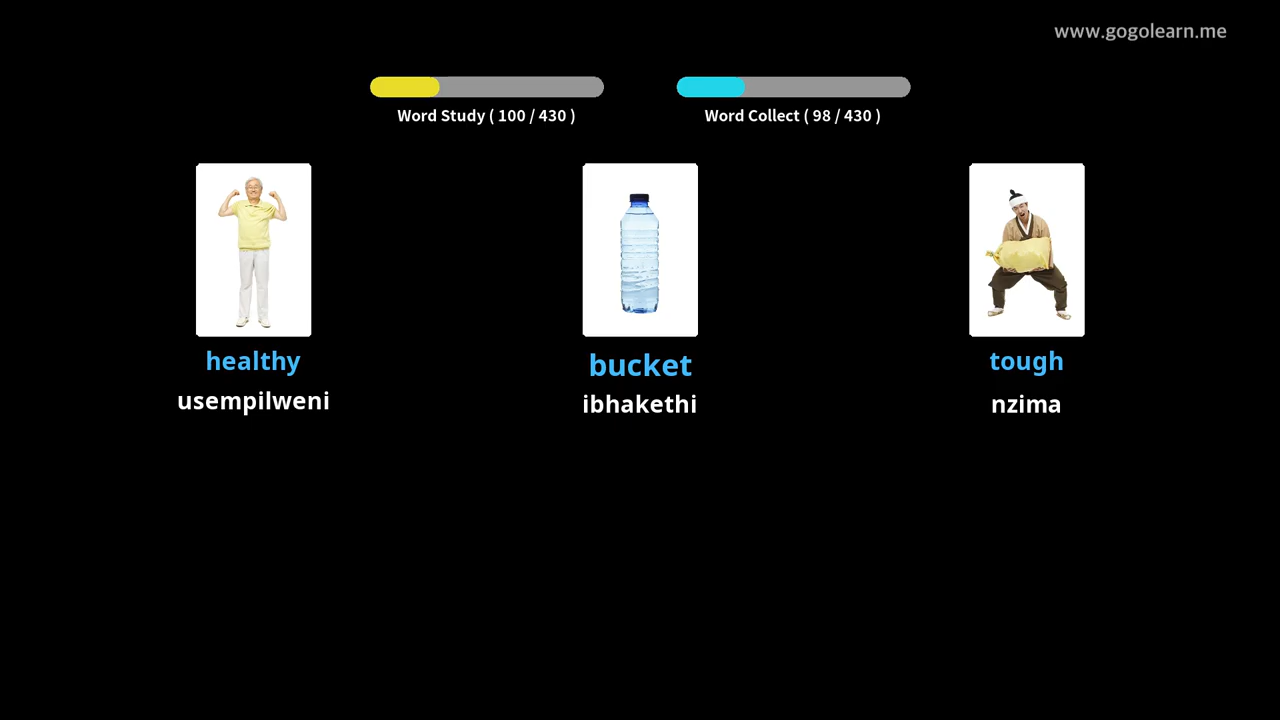 www.gogolearn.me
Word Study ( 100 / 430 )
Word Collect ( 98 / 430 )
healthy
usempilweni
bucket
ibhakethi
tough
nzima